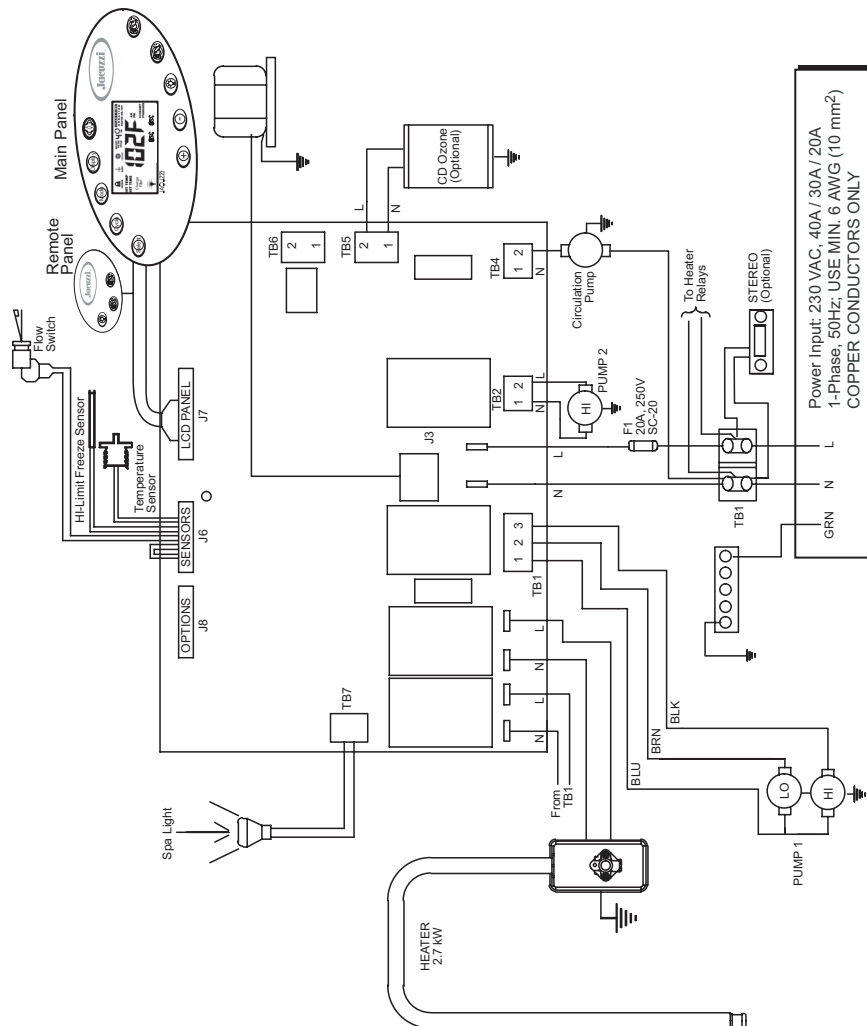 Main Panel
Jacuzzi
102F
JACUZZI
Remote
Panel
Jacuzzi
Flow
Switch
HI-Limit Freeze Sensor
Temperature
Sensor
LCD PANEL
J7
SENSORS
J6
OPTIONS
J8
Spa Light
TB7
TB6
2
1
TB5
2
1
L
N
CD Ozone
(Optional)
TB4
1
2
N
Circulation
Pump
TB2
1
2
N
L
HI
PUMP 2
J3
L
N
F1
20A, 250V
SC-20
To Heater
Relays
STEREO
(Optional)
TB1
1
2
3
N
L
N
L
From
TB1
BLU
BRN
BLK
LO
HI
PUMP 1
HEATER
2.7 kW
TB1
GRN
N
L
Power Input: 230 VAC, 40A / 30A / 20A
1-Phase, 50Hz; USE MIN. 6 AWG (10 mm²)
COPPER CONDUCTORS ONLY